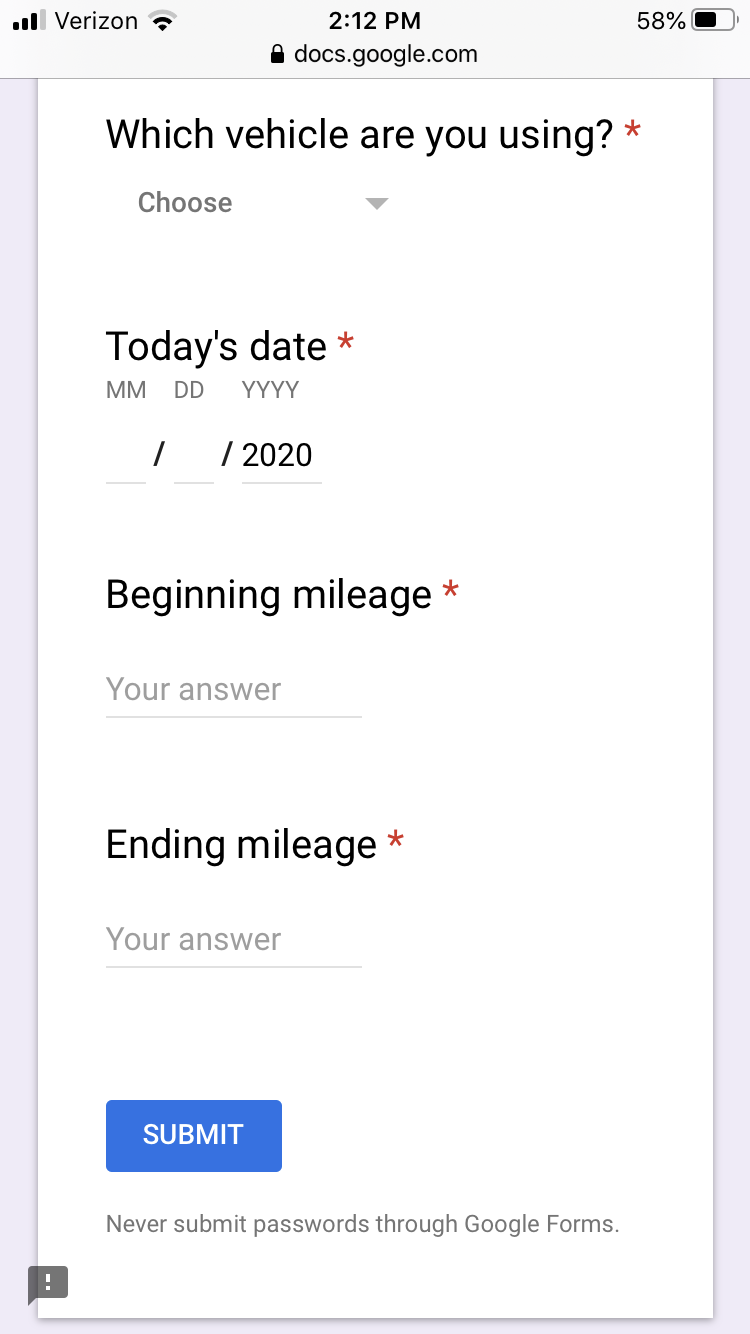 Verizon 2:12 PM 58%
docs.google.com
Which vehicle are you using? *
Choose
Today's date *
MM DD YYYY
/ / 2020
Beginning mileage *
Your answer
Ending mileage *
Your answer
SUBMIT
Never submit passwords through Google Forms.
!